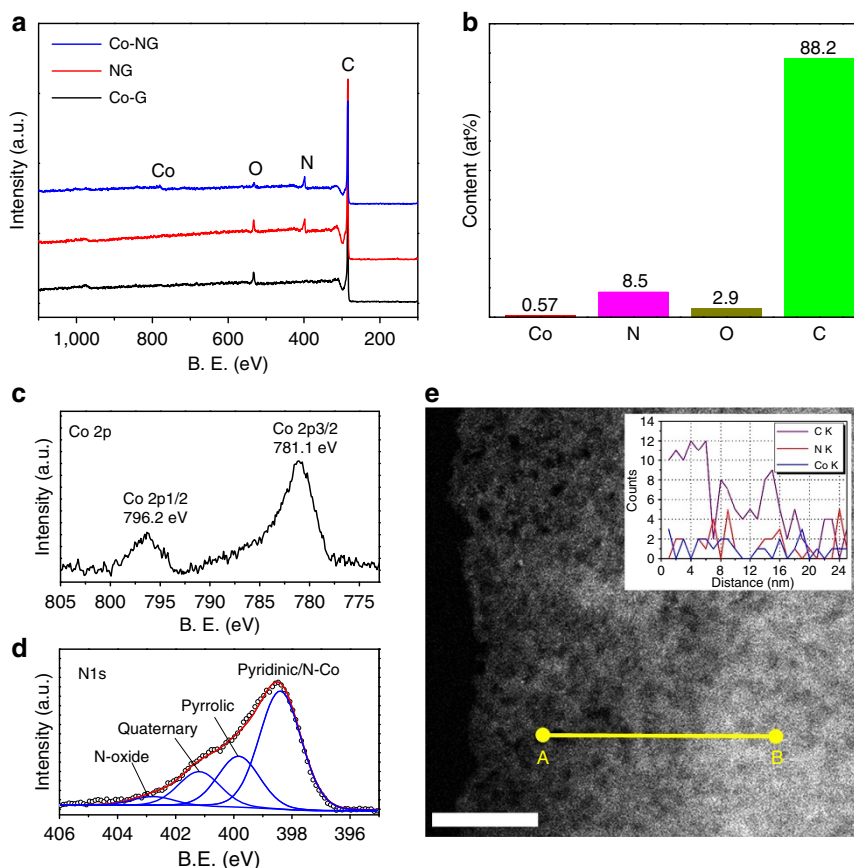 a
Co-NG
NG
Co-G
C
Co
O
N
Intensity (a.u.)
1,000 800 600 400 200
B. E. (eV)
b
88.2
8.5
2.9
0.57
Content (at%)
Co N O C
c
Co 2p
Co 2p3/2
781.1 eV
Co 2p1/2
796.2 eV
Intensity (a.u.)
805 800 795 790 785 780 775
B. E. (eV)
d
N1s
Pyridinic/N-Co
Pyrrolic
Quaternary
N-oxide
Intensity (a.u.)
406 404 402 400 398 396
B.E. (eV)
e
14
12
10
8
6
4
2
0
Counts
C K
N K
Co K
0 4 8 12 16 20 24
Distance (nm)
A B